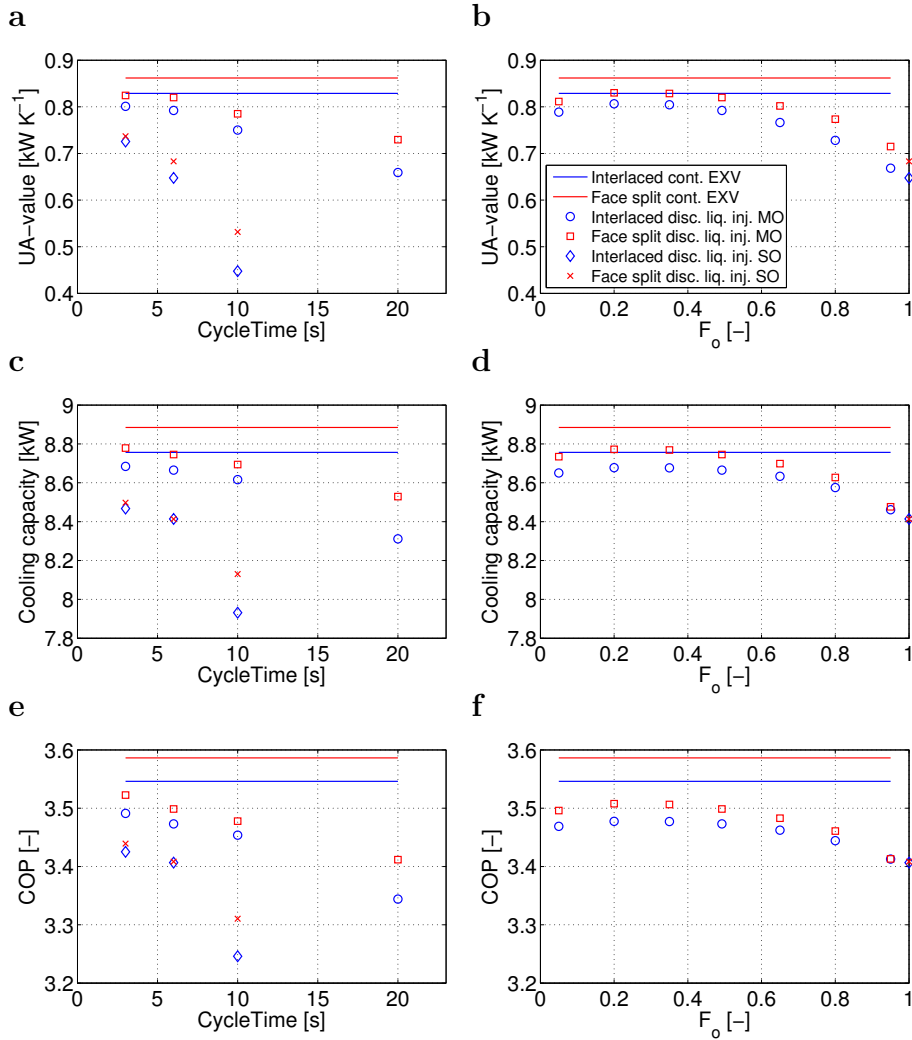 a
b
0.9
0.8
0.7
0.6
0.5
0.4
UA−value [kW K−1]
0
5
10
15
20
CycleTime [s]
0.9
0.8
0.7
0.6
0.5
0.4
UA−value [kW K−1]
Interlaced cont. EXV
Face split cont. EXV
Interlaced disc. liq. inj. MO
Face split disc. liq. inj. MO
Interlaced disc. liq. inj. SO
Face split disc. liq. inj. SO
0
0.2
0.4
0.6
0.8
1
Fo [−]
c
d
9
8.8
8.6
8.4
8.2
8
7.8
Cooling capacity [kW]
0
5
10
15
20
CycleTime [s]
9
8.8
8.6
8.4
8.2
8
7.8
Cooling capacity [kW]
0
0.2
0.4
0.6
0.8
1
Fo [−]
e
f
3.6
3.5
3.4
3.3
3.2
COP [−]
0
5
10
15
20
CycleTime [s]
3.6
3.5
3.4
3.3
3.2
COP [−]
0
0.2
0.4
0.6
0.8
1
Fo [−]